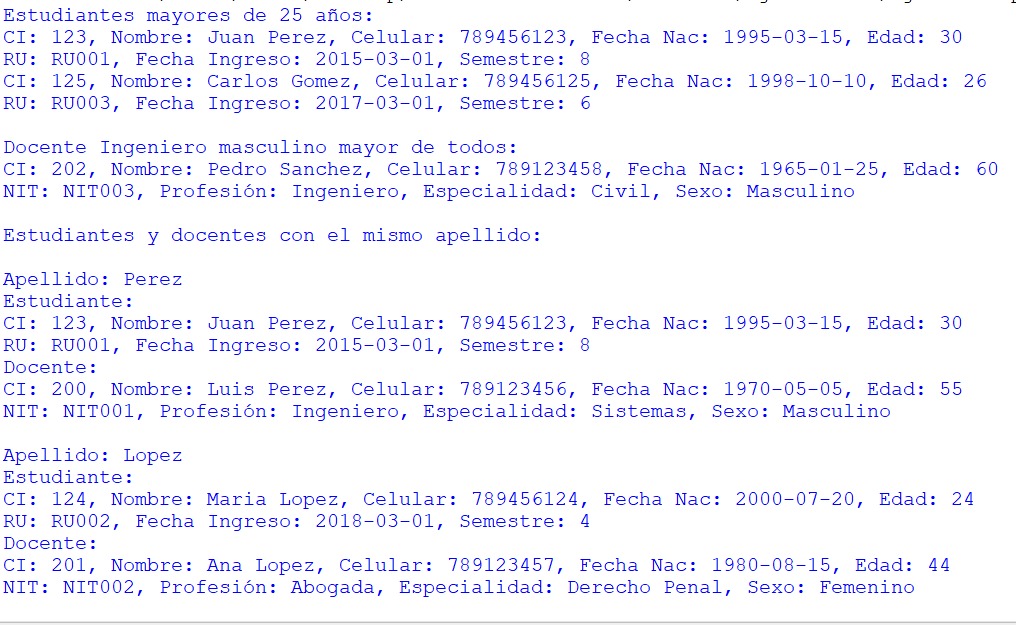 Estudiantes mayores de 25 años:
CI: 123, Nombre: Juan Perez, Celular: 789456123, Fecha Nac: 1995-03-15, Edad: 30
RU: RU001, Fecha Ingreso: 2015-03-01, Semestre: 8
CI: 125, Nombre: Carlos Gomez, Celular: 789456125, Fecha Nac: 1998-10-10, Edad: 26
RU: RU003, Fecha Ingreso: 2017-03-01, Semestre: 6
Docente Ingeniero masculino mayor de todos:
CI: 202, Nombre: Pedro Sanchez, Celular: 789123458, Fecha Nac: 1965-01-25, Edad: 60
NIT: NIT003, Profesión: Ingeniero, Especialidad: Civil, Sexo: Masculino
Estudiantes y docentes con el mismo apellido:
Apellido: Perez
Estudiante:
CI: 123, Nombre: Juan Perez, Celular: 789456123, Fecha Nac: 1995-03-15, Edad: 30
RU: RU001, Fecha Ingreso: 2015-03-01, Semestre: 8
Docente:
CI: 200, Nombre: Luis Perez, Celular: 789123456, Fecha Nac: 1970-05-05, Edad: 55
NIT: NIT001, Profesión: Ingeniero, Especialidad: Sistemas, Sexo: Masculino
Apellido: Lopez
Estudiante:
CI: 124, Nombre: Maria Lopez, Celular: 789456124, Fecha Nac: 2000-07-20, Edad: 24
RU: RU002, Fecha Ingreso: 2018-03-01, Semestre: 4
Docente:
CI: 201, Nombre: Ana Lopez, Celular: 789123457, Fecha Nac: 1980-08-15, Edad: 44
NIT: NIT002, Profesión: Abogada, Especialidad: Derecho Penal, Sexo: Femenino